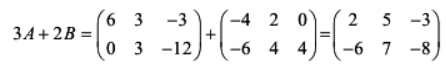 3A+2B = (6 3 −3) + (−4 2 0) = (2 5 −3)
(0 3 −12) (−6 4 4) (−6 7 −8)